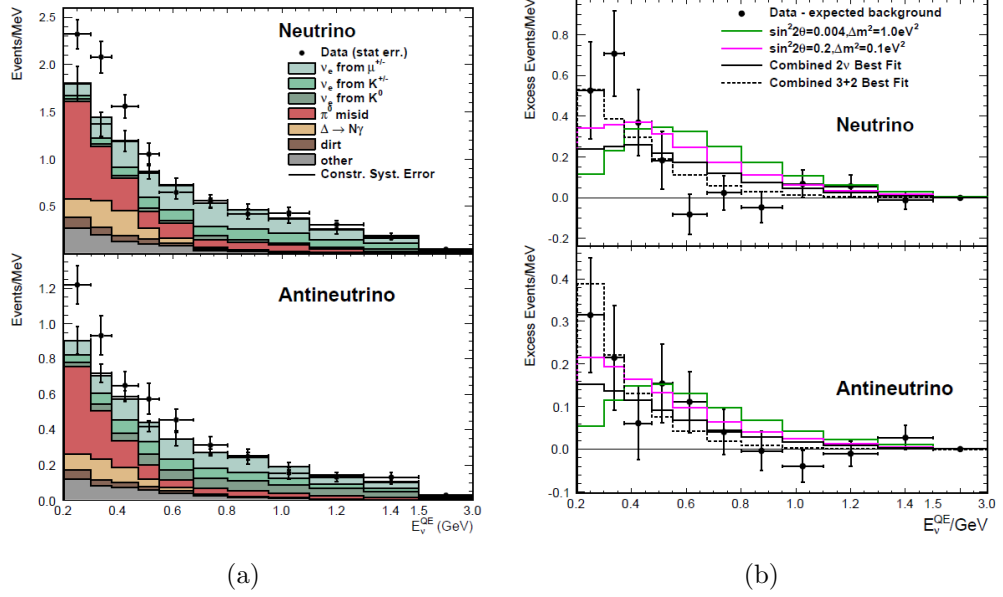 Neutrino
Data (stat err.)
νe from μ+/-
νe from K+/-
νe from K0
π0 misid
Δ → Nγ
dirt
other
Constr. Syst. Error
Events/MeV
2.5
2.0
1.5
1.0
0.5
Antineutrino
Events/MeV
1.2
1.0
0.8
0.6
0.4
0.2
0.0
0.2 0.4 0.6 0.8 1.0 1.2 1.5 3.0
EνQE (GeV)
(a)
Data - expected background
sin²2θ=0.004,Δm²=1.0eV²
sin²2θ=0.2,Δm²=0.1eV²
Combined 2ν Best Fit
Combined 3+2 Best Fit
Neutrino
Excess Events/MeV
0.8
0.6
0.4
0.2
0.0
-0.2
Antineutrino
Excess Events/MeV
0.4
0.3
0.2
0.1
0.0
-0.1
0.2 0.4 0.6 0.8 1.0 1.2 1.5 3.0
EνQE/GeV
(b)